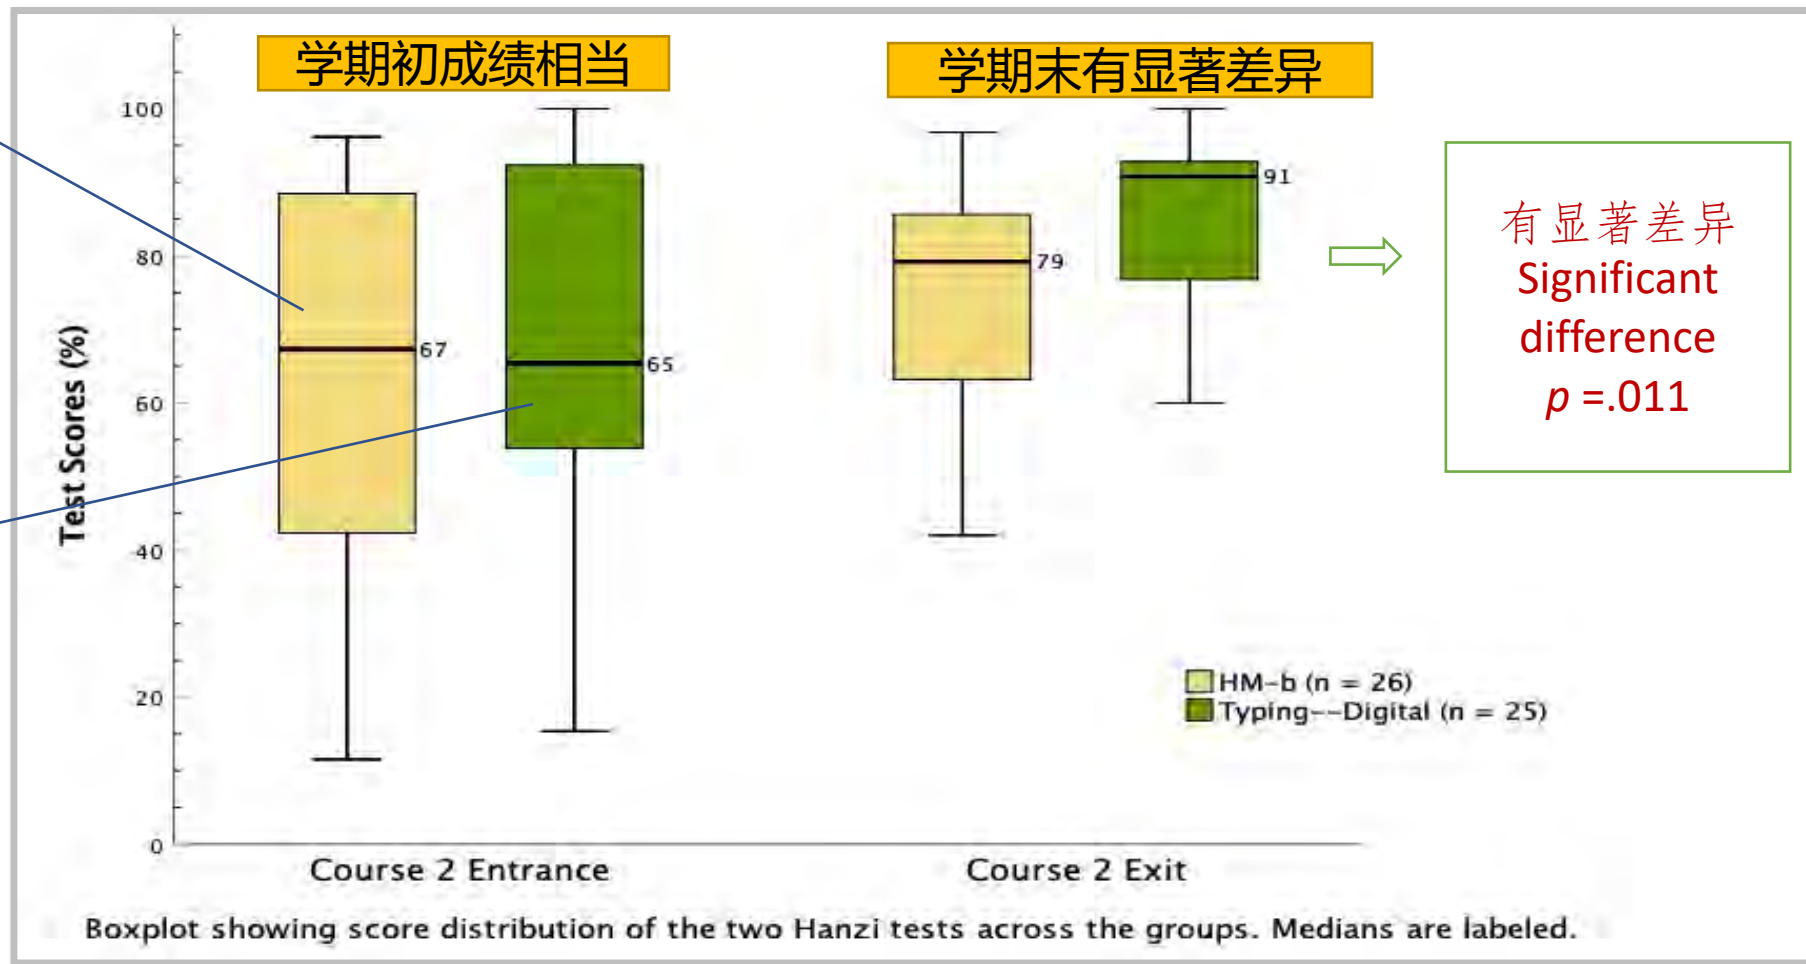 学期初成绩相当
学期末有显著差异
Test Scores (%)
100
80
60
40
20
0
67
65
79
91
有显著差异
Significant
difference
p =.011
HM-b (n = 26)
Typing--Digital (n = 25)
Course 2 Entrance
Course 2 Exit
Boxplot showing score distribution of the two Hanzi tests across the groups. Medians are labeled.